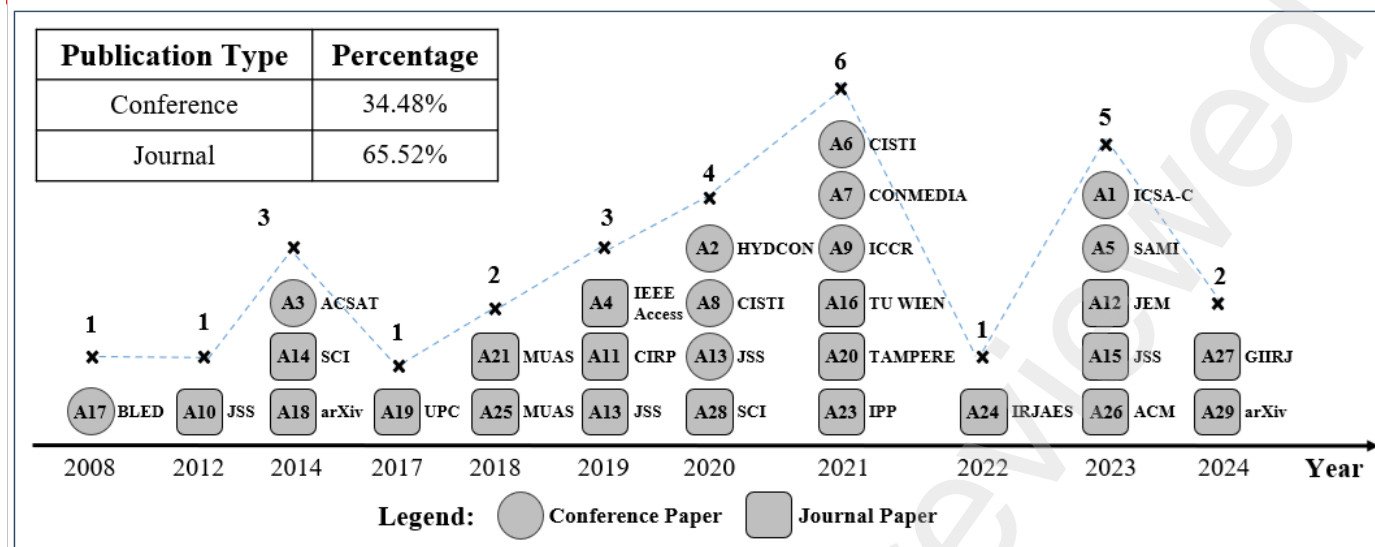 Publication Type Percentage
Conference 34.48%
Journal 65.52%
1 1 3 1 2 3 4 6 1 5 2
A6 CISTI
A7 CONMEDIA A1 ICSA-C
A2 HYDCON A9 ICCR A5 SAMI
A3 ACSAT A4 IEEE Access A8 CISTI A16 TU WIEN A12 JEM
A14 SCI A21 MUAS A11 CIRP A13 JSS A20 TAMPERE A15 JSS A27 GIIRJ
A17 BLED A10 JSS A18 arXiv A19 UPC A25 MUAS A13 JSS A28 SCI A23 IPP A24 IRJAES A26 ACM A29 arXiv
2008 2012 2014 2017 2018 2019 2020 2021 2022 2023 2024 Year
Legend: Conference Paper Journal Paper
eviewed
eviewed